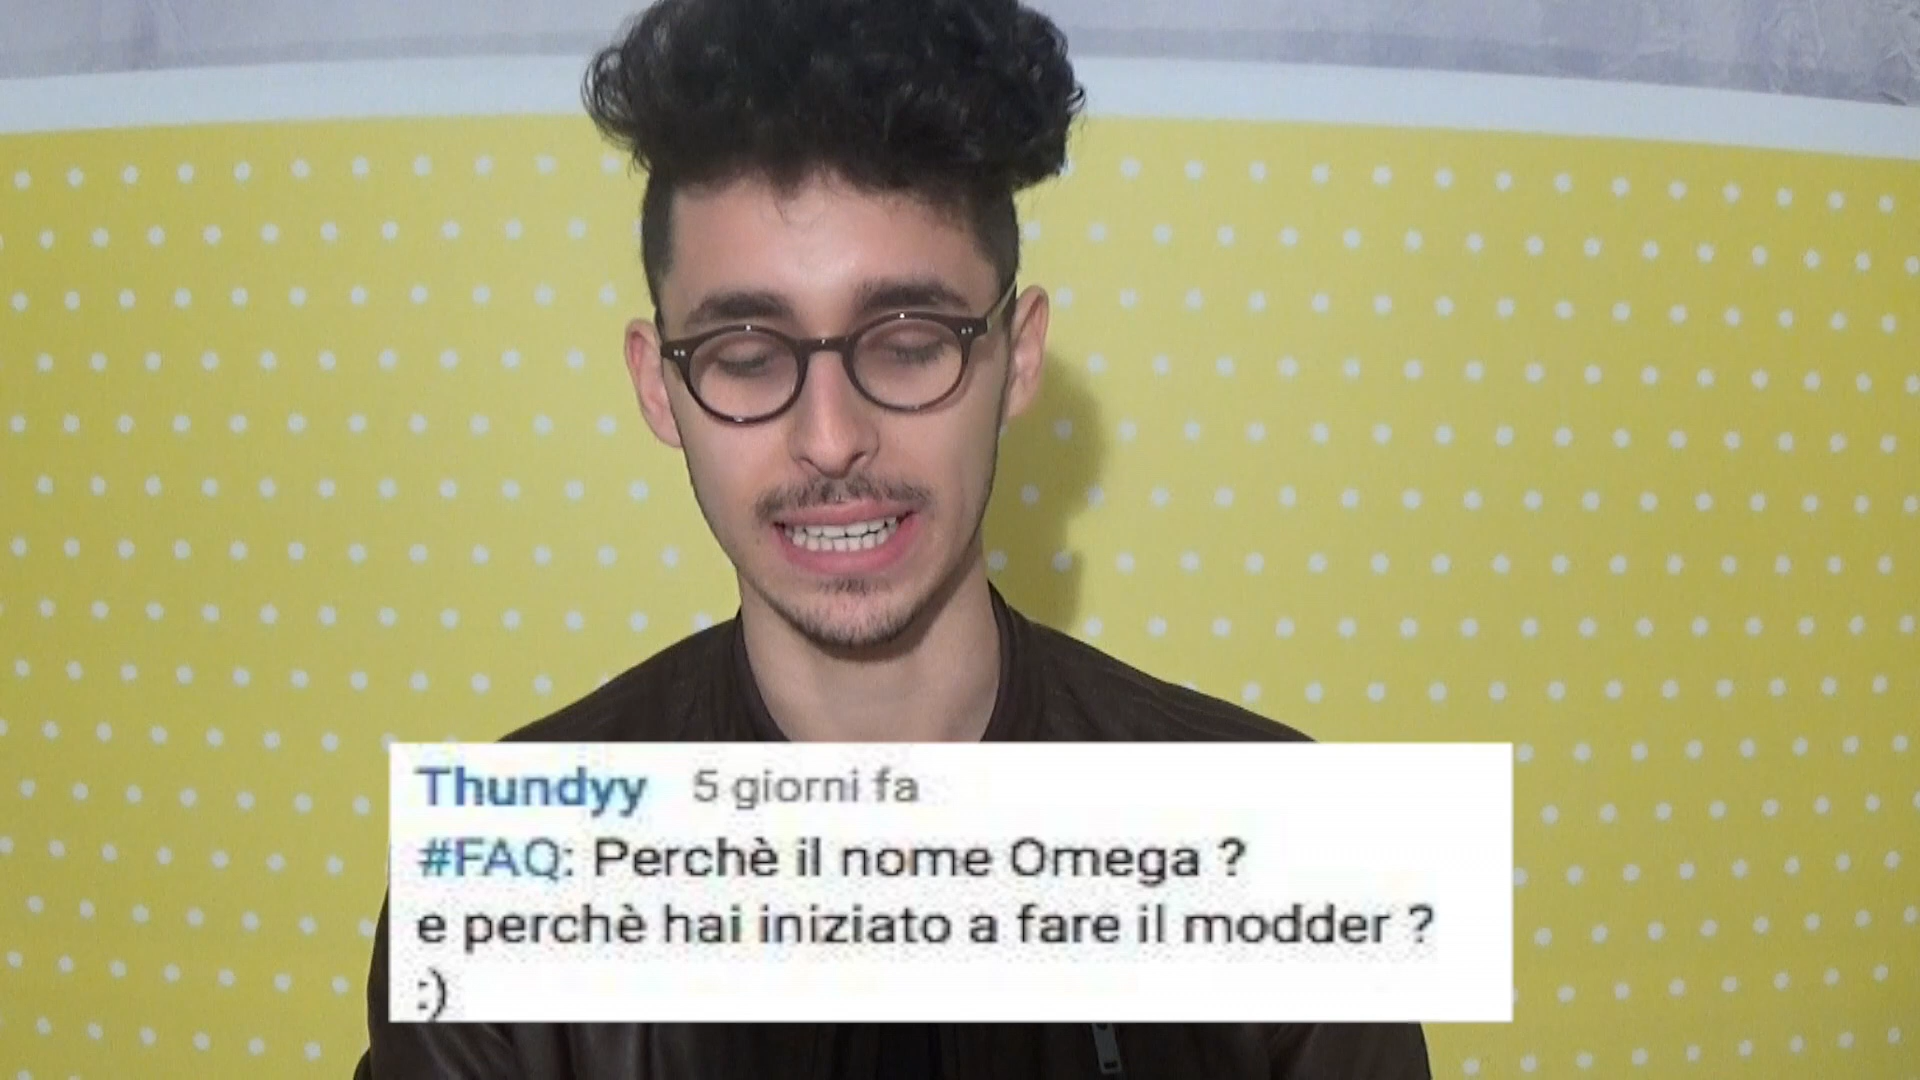 Thundyy 5 giorni fa
#FAQ: Perchè il nome Omega ?
e perchè hai iniziato a fare il modder ?
:)